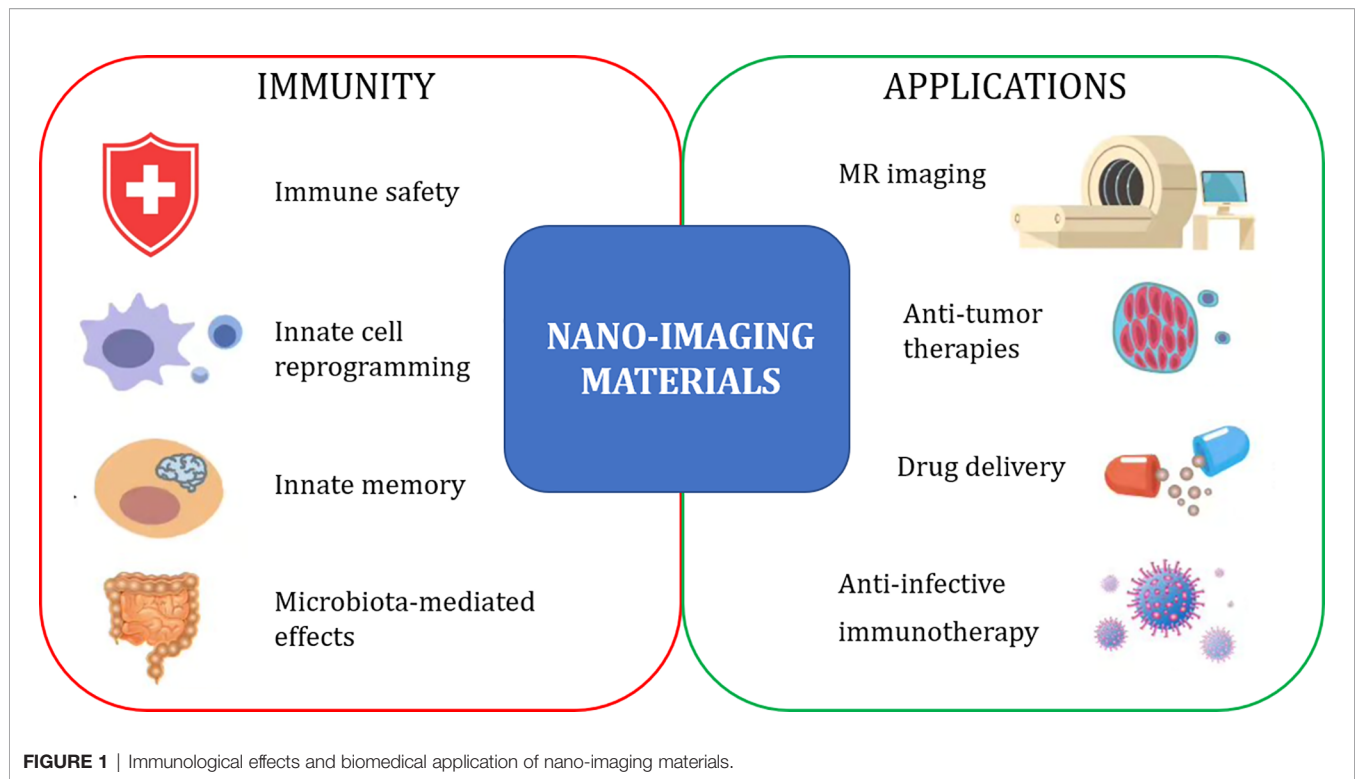 IMMUNITY
Immune safety
Innate cell
reprogramming
Innate memory
Microbiota-mediated
effects
NANO-IMAGING
MATERIALS
APPLICATIONS
MR imaging
Anti-tumor
therapies
Drug delivery
Anti-infective
immunotherapy
FIGURE 1 | Immunological effects and biomedical application of nano-imaging materials.